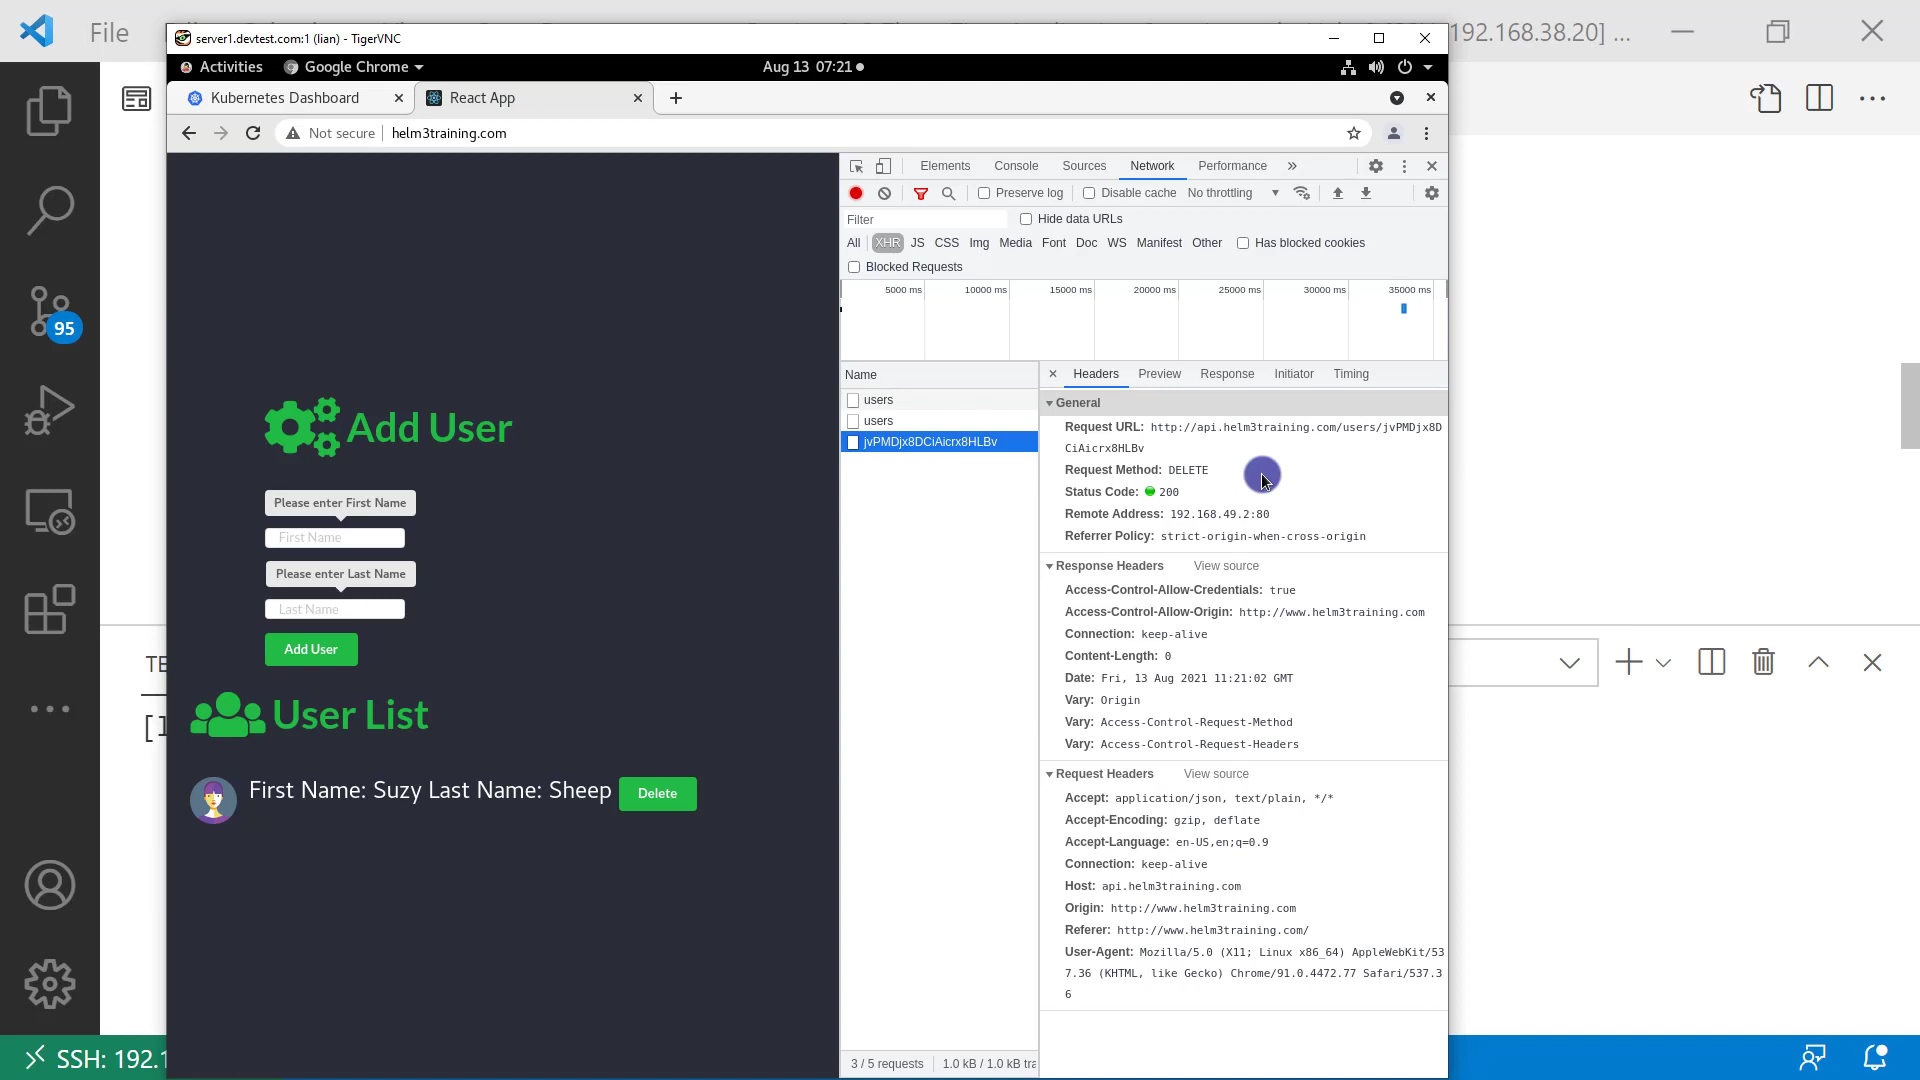 File
192.168.38.20] ...
server1.devtest.com:1 (lian) - TigerVNC
Activities
Google Chrome
Aug 13 07:21
Kubernetes Dashboard
React App
Not secure
helm3training.com
Elements
Console
Sources
Network
Performance
Preserve log
Disable cache
No throttling
Filter
Hide data URLs
All
XHR
JS
CSS
Img
Media
Font
Doc
WS
Manifest
Other
Has blocked cookies
Blocked Requests
5000 ms
10000 ms
15000 ms
20000 ms
25000 ms
30000 ms
35000 ms
Name
users
users
jvPMDjx8DCiAicrx8HLBv
Headers
Preview
Response
Initiator
Timing
General
Request URL: http://api.helm3training.com/users/jvPMDjx8D
CiAicrx8HLBv
Request Method: DELETE
Status Code: 200
Remote Address: 192.168.49.2:80
Referrer Policy: strict-origin-when-cross-origin
Response Headers
View source
Access-Control-Allow-Credentials: true
Access-Control-Allow-Origin: http://www.helm3training.com
Connection: keep-alive
Content-Length: 0
Date: Fri, 13 Aug 2021 11:21:02 GMT
Vary: Origin
Vary: Access-Control-Request-Method
Vary: Access-Control-Request-Headers
Request Headers
View source
Accept: application/json, text/plain, */*
Accept-Encoding: gzip, deflate
Accept-Language: en-US,en;q=0.9
Connection: keep-alive
Host: api.helm3training.com
Origin: http://www.helm3training.com
Referer: http://www.helm3training.com/
User-Agent: Mozilla/5.0 (X11; Linux x86_64) AppleWebKit/53
7.36 (KHTML, like Gecko) Chrome/91.0.4472.77 Safari/537.3
6
3 / 5 requests
1.0 kB / 1.0 kB tra
Add User
Please enter First Name
First Name
Please enter Last Name
Last Name
Add User
User List
First Name: Suzy Last Name: Sheep
Delete
95
TE
[1
SSH: 192.1